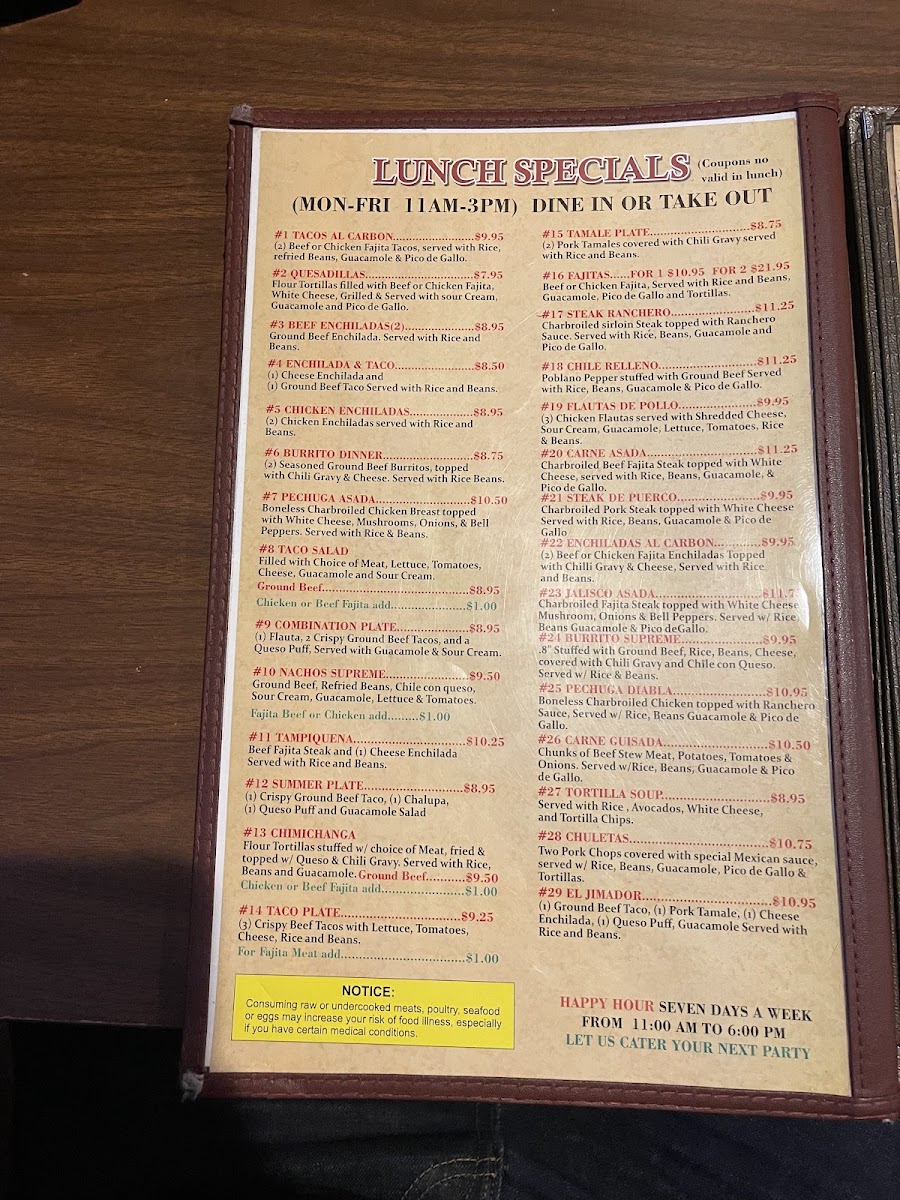 LUNCH SPECIALS (Coupons no
valid in lunch)
(MON-FRI 11AM-3PM) DINE IN OR TAKE OUT
#1 TACOS AL CARBON.....................$9.95
(2) Beef or Chicken Fajita Tacos, served with Rice,
refried Beans, Guacamole & Pico de Gallo.
#2 QUESADILLAS............................$7.95
Flour Tortillas filled with Beef or Chicken Fajita,
White Cheese, Grilled & Served with sour Cream,
Guacamole and Pico de Gallo.
#3 BEEF ENCHILADAS(2)..................$8.95
Ground Beef Enchilada. Served with Rice and
Beans.
#4 ENCHILADA & TACO.....................$8.50
(1) Cheese Enchilada and
(1) Ground Beef Taco Served with Rice and Beans.
#5 CHICKEN ENCHILADAS................$8.95
(2) Chicken Enchiladas served with Rice and
Beans.
#6 BURRITO DINNER........................$8.75
(2) Seasoned Ground Beef Burritos, topped
with Chili Gravy & Cheese. Served with Rice Beans.
#7 PECHUGA ASADA........................$10.50
Boneless Charbroiled Chicken Breast topped
with White Cheese, Mushrooms, Onions, & Bell
Peppers. Served with Rice & Beans.
#8 TACO SALAD
Filled with Choice of Meat, Lettuce, Tomatoes,
Cheese, Guacamole and Sour Cream.
Ground Beef.....................................$8.95
Chicken or Beef Fajita add...................$1.00
#9 COMBINATION PLATE...................$8.95
(1) Flauta, 2 Crispy Ground Beef Tacos, and a
Queso Puff, Served with Guacamole & Sour Cream.
#10 NACHOS SUPREME.....................$9.50
Ground Beef, Refried Beans, Chile con queso,
Sour Cream, Guacamole, Lettuce & Tomatoes.
Fajita Beef or Chicken add.........$1.00
#11 TAMPIQUENA............................$10.25
Beef Fajita Steak and (1) Cheese Enchilada
Served with Rice and Beans.
#12 SUMMER PLATE.........................$8.95
(1) Crispy Ground Beef Taco, (1) Chalupa,
(1) Queso Puff and Guacamole Salad
#13 CHIMICHANGA
Flour Tortillas stuffed w/ choice of Meat, fried &
topped w/ Queso & Chili Gravy. Served with Rice,
Beans and Guacamole. Ground Beef..........$9.50
Chicken or Beef Fajita add.....................$1.00
#14 TACO PLATE..............................$9.25
(3) Crispy Beef Tacos with Lettuce, Tomatoes,
Cheese, Rice and Beans.
For Fajita Meat add................................$1.00
NOTICE:
Consuming raw or undercooked meats, poultry, seafood
or eggs may increase your risk of food illness, especially
if you have certain medical conditions.
#15 TAMALE PLATE.........................$8.75
(2) Pork Tamales covered with Chili Gravy served
with Rice and Beans.
#16 FAJITAS......FOR 1 $10.95 FOR 2 $21.95
Beef or Chicken Fajita, Served with Rice and Beans,
Guacamole, Pico de Gallo and Tortillas.
#17 STEAK RANCHERO.....................$11.25
Charbroiled sirloin Steak topped with Ranchero
Sauce. Served with Rice, Beans, Guacamole and
Pico de Gallo.
#18 CHILE RELLENO........................$11.25
Poblano Pepper stuffed with Ground Beef Served
with Rice, Beans, Guacamole & Pico de Gallo.
#19 FLAUTAS DE POLLO...................$9.95
(3) Chicken Flautas served with Shredded Cheese,
Sour Cream, Guacamole, Lettuce, Tomatoes, Rice
& Beans.
#20 CARNE ASADA............................$11.25
Charbroiled Beef Fajita Steak topped with White
Cheese, served with Rice, Beans, Guacamole, &
Pico de Gallo.
#21 STEAK DE PUERCO.....................$9.95
Charbroiled Pork Steak topped with White Cheese
Served with Rice, Beans, Guacamole & Pico de
Gallo
#22 ENCHILADAS AL CARBON............$9.95
(2) Beef or Chicken Fajita Enchiladas Topped
with Chilli Gravy & Cheese, Served with Rice
and Beans.
#23 JALISCO ASADA..........................$11.75
Charbroiled Fajita Steak topped with White Cheese
Mushroom, Onions & Bell Peppers. Served w/ Rice.
Beans Guacamole & Pico deGallo.
#24 BURRITO SUPREME....................$9.95
.8" Stuffed with Ground Beef, Rice, Beans, Cheese,
covered with Chili Gravy and Chile con Queso.
Served w/ Rice & Beans.
#25 PECHUGA DIABLA.......................$10.95
Boneless Charbroiled Chicken topped with Ranchero
Sauce, Served w/ Rice, Beans Guacamole & Pico de
Gallo.
#26 CARNE GUISADA..........................$10.50
Chunks of Beef Stew Meat, Potatoes, Tomatoes &
Onions. Served w/Rice, Beans, Guacamole & Pico
de Gallo.
#27 TORTILLA SOUP..........................$8.95
Served with Rice , Avocados, White Cheese,
and Tortilla Chips.
#28 CHULETAS..................................$10.75
Two Pork Chops covered with special Mexican sauce,
served w/ Rice, Beans, Guacamole, Pico de Gallo &
Tortillas.
#29 EL JIMADOR................................$10.95
(1) Ground Beef Taco, (1) Pork Tamale, (1) Cheese
Enchilada, (1) Queso Puff, Guacamole Served with
Rice and Beans.
HAPPY HOUR SEVEN DAYS A WEEK
FROM 11:00 AM TO 6:00 PM
LET US CATER YOUR NEXT PARTY